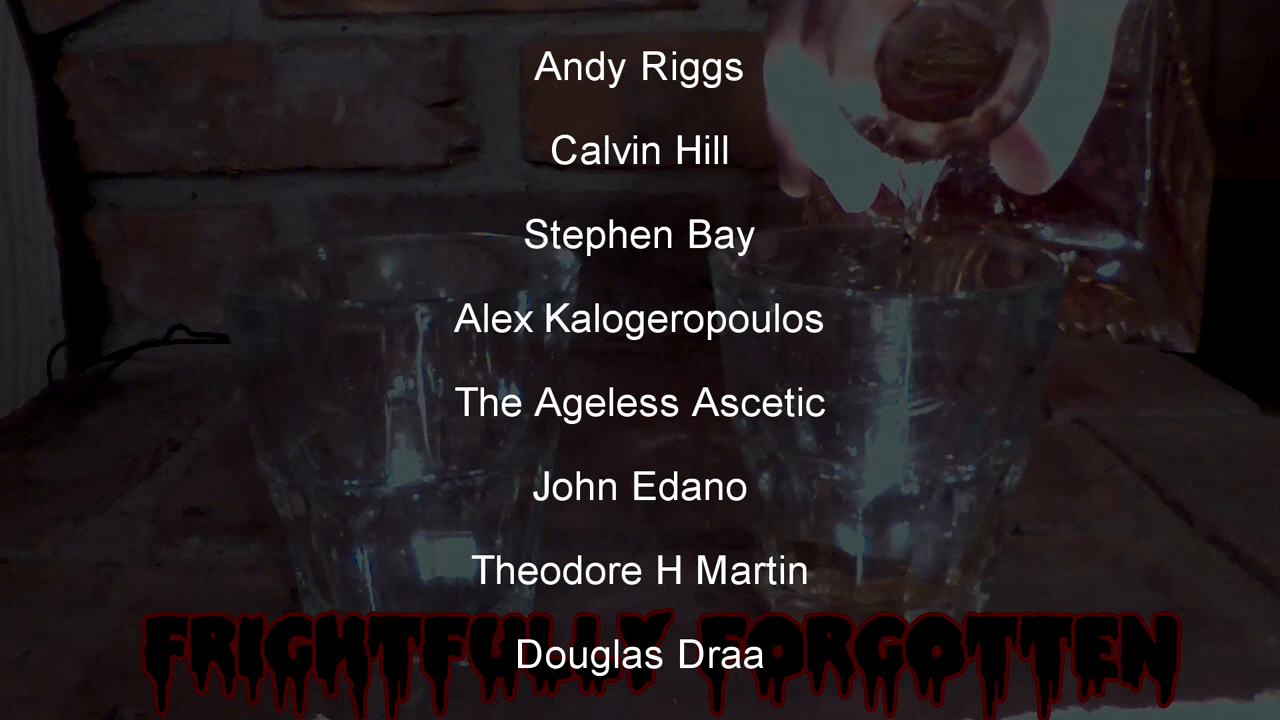 Andy Riggs
Calvin Hill
Stephen Bay
Alex Kalogeropoulos
The Ageless Ascetic
John Edano
Theodore H Martin
FRIGHTFULLY FORGOTTEN
Douglas Draa